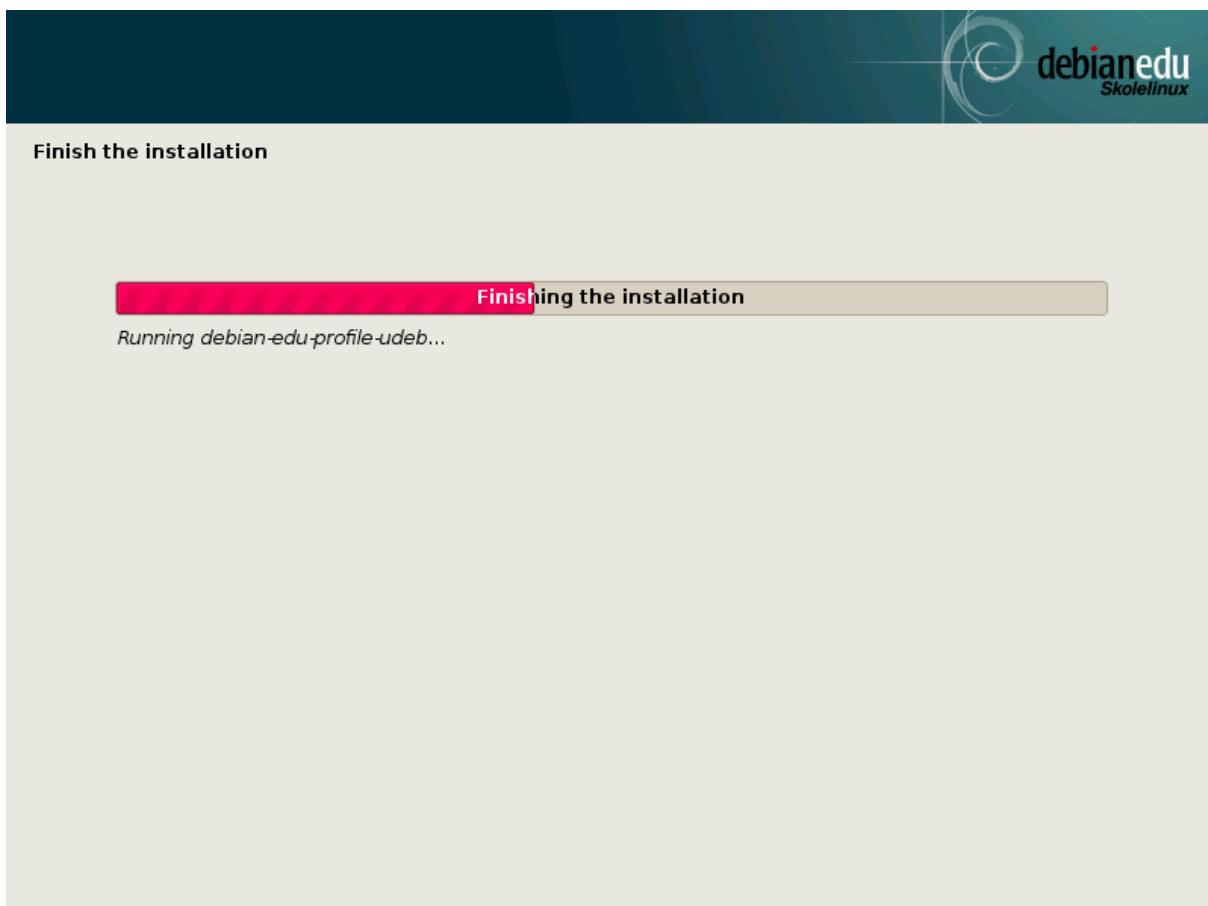 debianedu
Skolelinux
Finish the installation
Finishing the installation
Running debian-edu-profile-udeb...